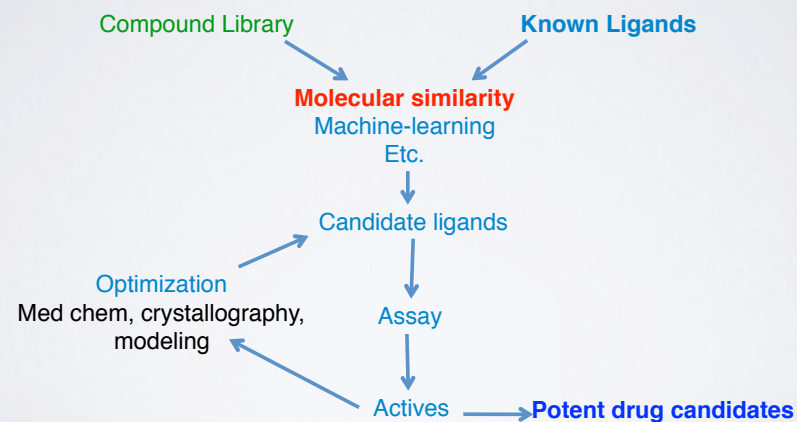 Compound Library
Known Ligands
Molecular similarity
Machine-learning
Etc.
Candidate ligands
Optimization
Med chem, crystallography,
modeling
Assay
Actives
Potent drug candidates